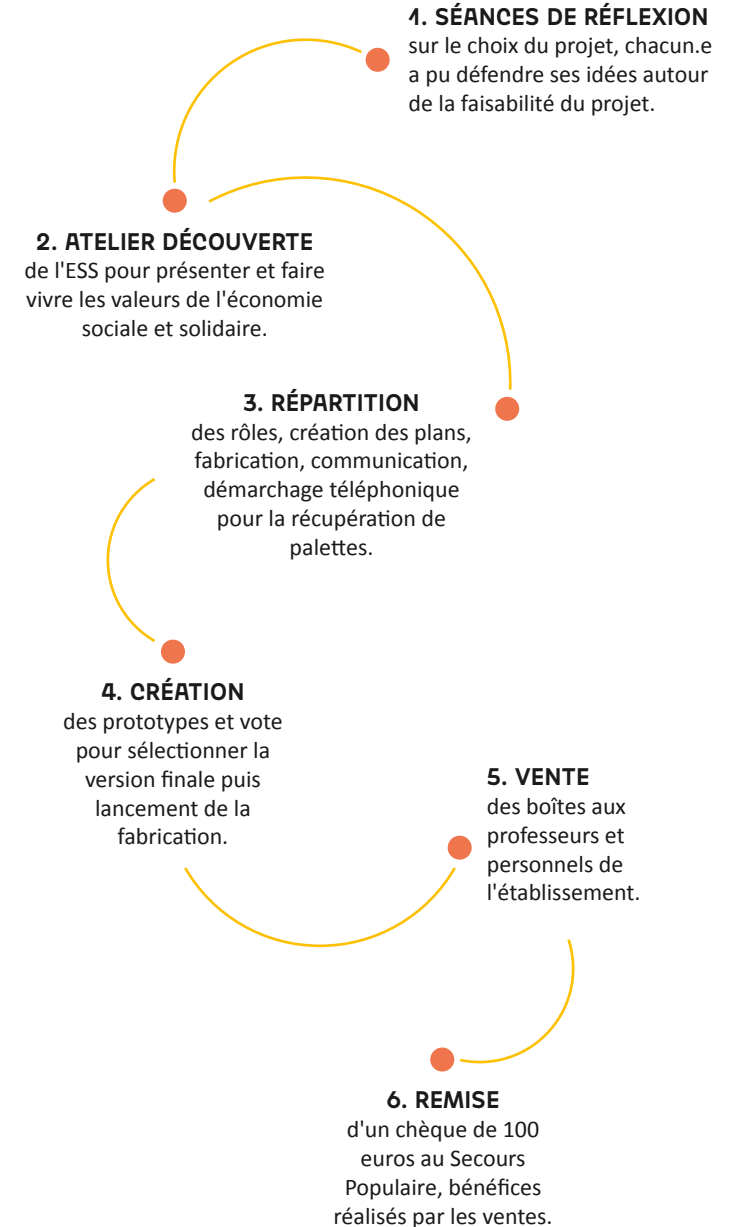 1. SÉANCES DE RÉFLEXION
sur le choix du projet, chacun.e
a pu défendre ses idées autour
de la faisabilité du projet.
2. ATELIER DÉCOUVERTE
de l'ESS pour présenter et faire
vivre les valeurs de l'économie
sociale et solidaire.
3. RÉPARTITION
des rôles, création des plans,
fabrication, communication,
démarchage téléphonique
pour la récupération de
palettes.
4. CRÉATION
des prototypes et vote
pour sélectionner la
version finale puis
lancement de la
fabrication.
5. VENTE
des boîtes aux
professeurs et
personnels de
l'établissement.
6. REMISE
d'un chèque de 100
euros au Secours
Populaire, bénéfices
réalisés par les ventes.